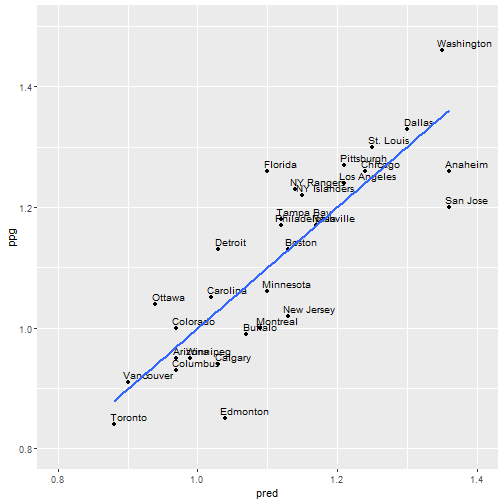 Washington
1.4
Dallas
St. Louis
Pittsburgh
Chicago
Florida
Anaheim
Los Angeles
NY Rangers
NY Islanders
1.2
San Jose
Tampa Bay
Philadelphia
Nashville
ppg
Detroit
Boston
Minnesota
Carolina
Ottawa
New Jersey
Colorado
Montreal
1.0
Buffalo
Arizona
Winnipeg
Calgary
Columbus
Vancouver
Toronto
Edmonton
0.8
0.8
1.0
1.2
1.4
pred